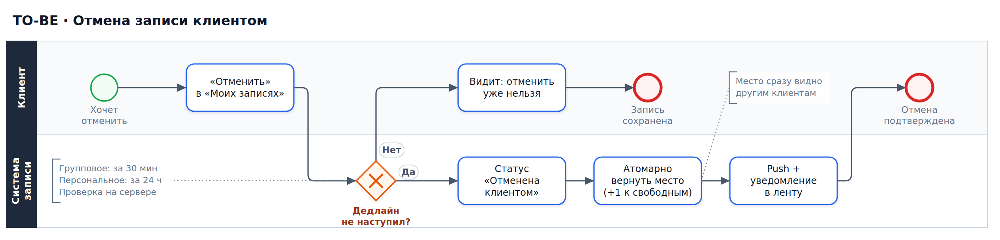 TO-BE · Отмена записи клиентом
Клиент
Хочет
отменить
«Отменить»
в «Моих записях»
Видит: отменить
уже нельзя
Запись
сохранена
Место сразу видно
другим клиентам
Отмена
подтверждена
Система
записи
Групповое: за 30 мин
Персональное: за 24 ч
Проверка на сервере
Нет
Да
Дедлайн
не наступил?
Статус
«Отменена
клиентом»
Атомарно
вернуть место
(+1 к свободным)
Push +
уведомление
в ленту